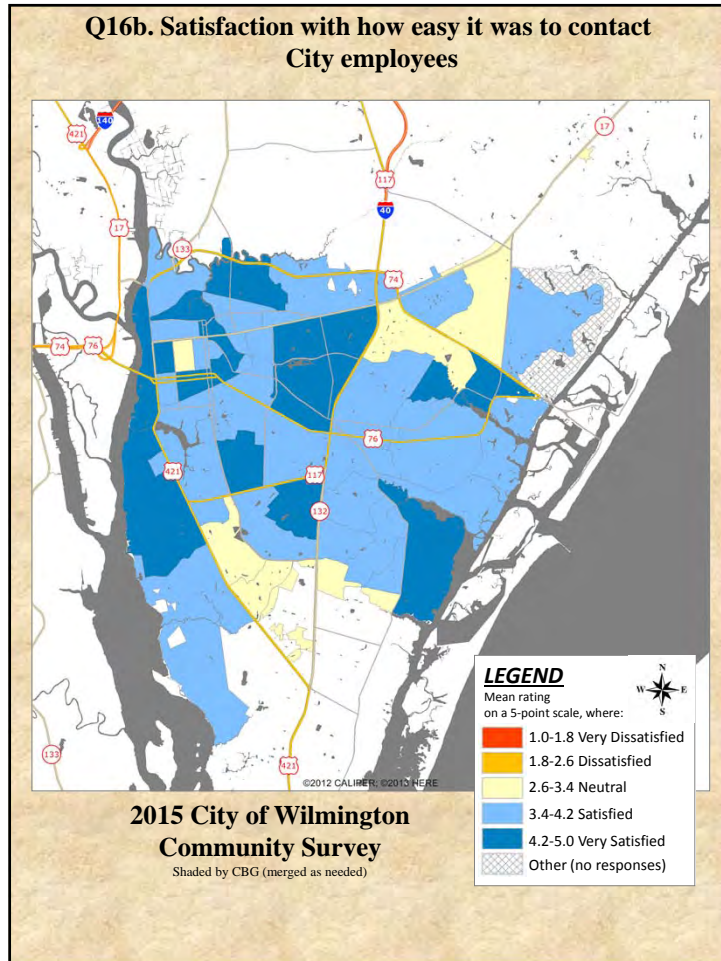 Q16b. Satisfaction with how easy it was to contact
City employees
140
421
17
117
40
17
133
74
74
76
76
421
117
132
133
421
©2012 CALIPER; ©2013 HERE
LEGEND
Mean rating
on a 5-point scale, where:
N
W E
S
1.0-1.8 Very Dissatisfied
1.8-2.6 Dissatisfied
2.6-3.4 Neutral
3.4-4.2 Satisfied
4.2-5.0 Very Satisfied
Other (no responses)
2015 City of Wilmington
Community Survey
Shaded by CBG (merged as needed)